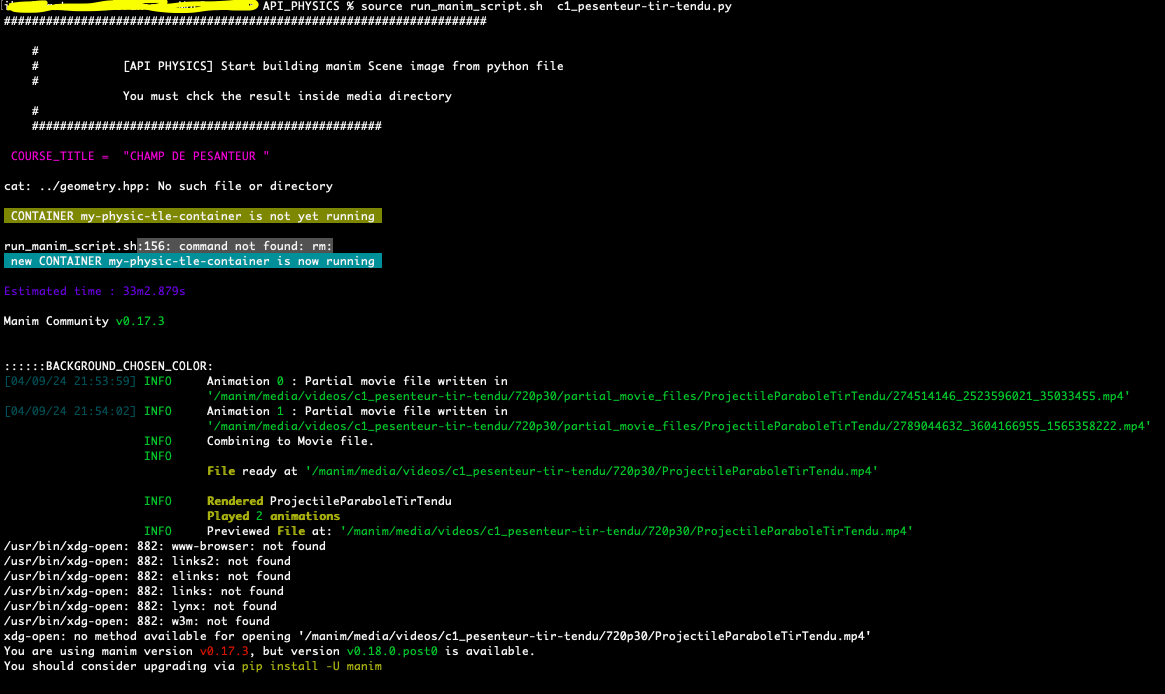 API_PHYSICS % source run_manim_script.sh  c1_pesenteur-tir-tendu.py
#####################################################################
#
#            [API PHYSICS] Start building manim Scene image from python file
#
You must chck the result inside media directory
#
##################################################
COURSE_TITLE =  "CHAMP DE PESANTEUR "
cat: ../geometry.hpp: No such file or directory
CONTAINER my-physic-tle-container is not yet running
run_manim_script.sh:156: command not found: rm:
new CONTAINER my-physic-tle-container is now running
Estimated time : 33m2.879s
Manim Community v0.17.3
::::::BACKGROUND_CHOSEN_COLOR:
[04/09/24 21:53:59] INFO     Animation 0 : Partial movie file written in
'/manim/media/videos/c1_pesenteur-tir-tendu/720p30/partial_movie_files/ProjectileParaboleTirTendu/274514146_2523596021_35033455.mp4'
[04/09/24 21:54:02] INFO     Animation 1 : Partial movie file written in
'/manim/media/videos/c1_pesenteur-tir-tendu/720p30/partial_movie_files/ProjectileParaboleTirTendu/2789044632_3604166955_1565358222.mp4'
INFO     Combining to Movie file.
INFO
File ready at '/manim/media/videos/c1_pesenteur-tir-tendu/720p30/ProjectileParaboleTirTendu.mp4'
INFO     Rendered ProjectileParaboleTirTendu
Played 2 animations
INFO     Previewed File at: '/manim/media/videos/c1_pesenteur-tir-tendu/720p30/ProjectileParaboleTirTendu.mp4'
/usr/bin/xdg-open: 882: www-browser: not found
/usr/bin/xdg-open: 882: links2: not found
/usr/bin/xdg-open: 882: elinks: not found
/usr/bin/xdg-open: 882: links: not found
/usr/bin/xdg-open: 882: lynx: not found
/usr/bin/xdg-open: 882: w3m: not found
xdg-open: no method available for opening '/manim/media/videos/c1_pesenteur-tir-tendu/720p30/ProjectileParaboleTirTendu.mp4'
You are using manim version v0.17.3, but version v0.18.0.post0 is available.
You should consider upgrading via pip install -U manim